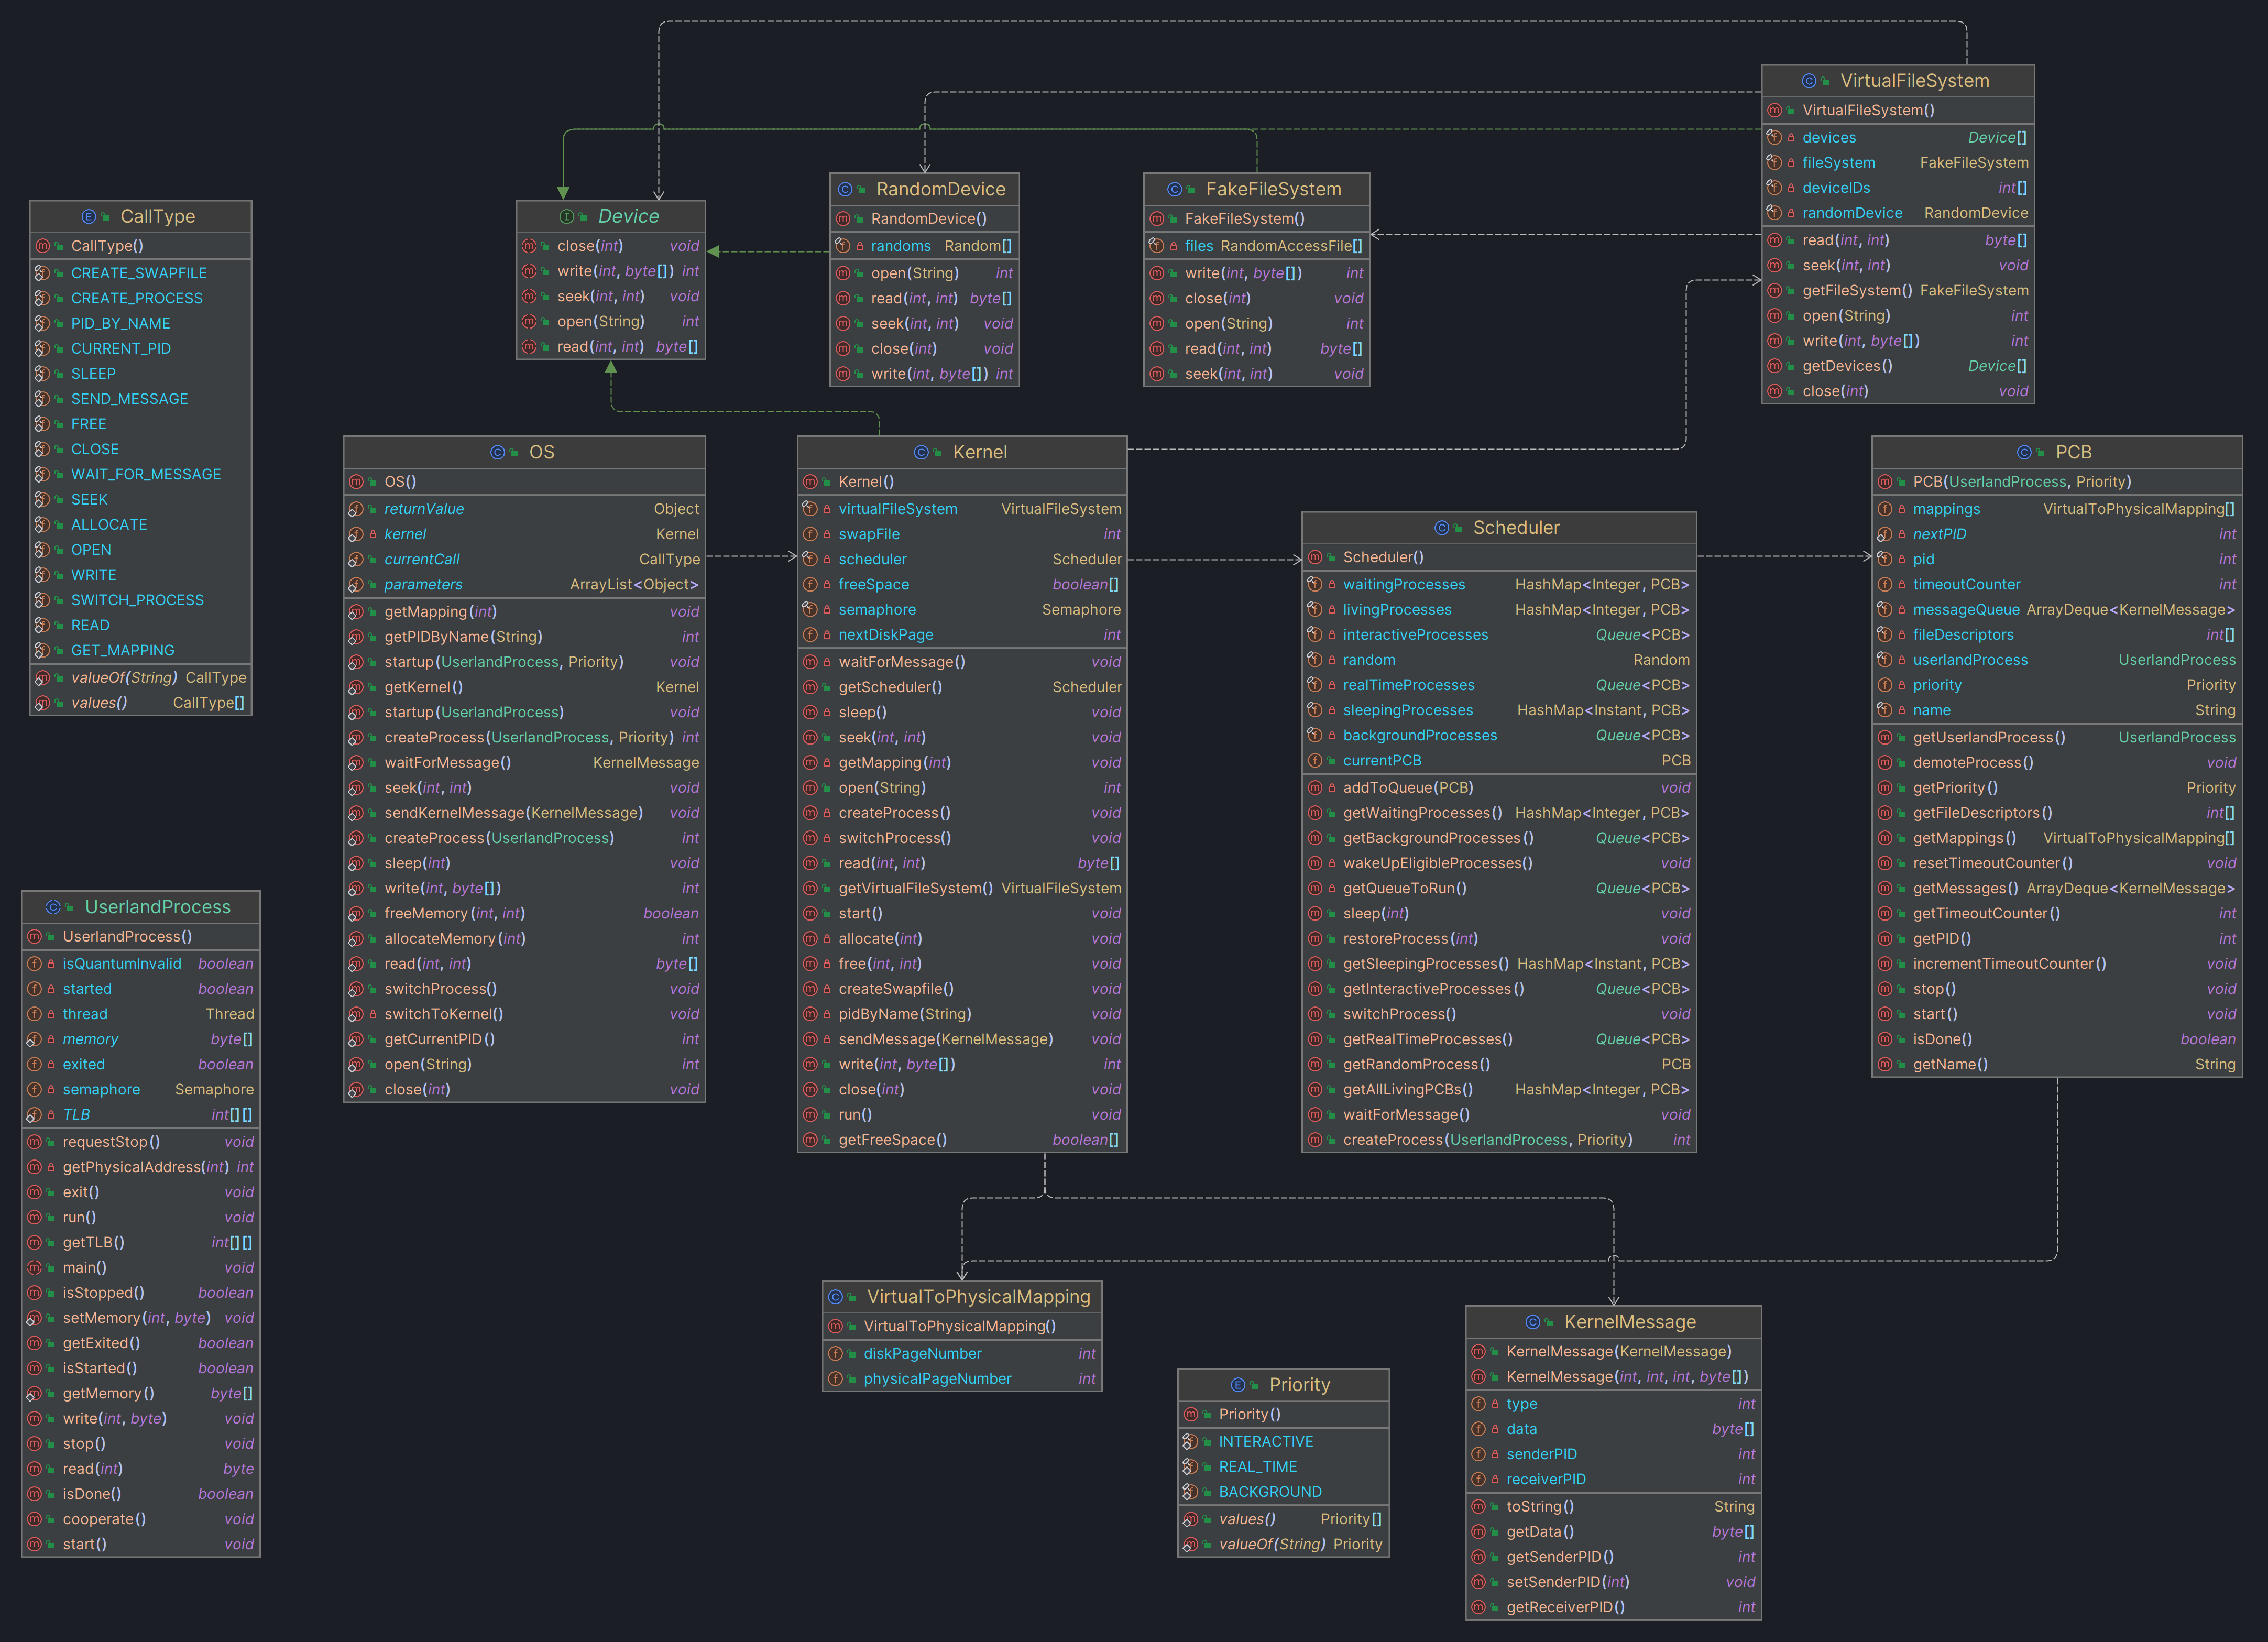 VirtualFileSystem
VirtualFileSystem()
devices Device[]
fileSystem FakeFileSystem
deviceIDs int[]
randomDevice RandomDevice
read(int, int) byte[]
seek(int, int) void
getFileSystem() FakeFileSystem
open(String) int
write(int, byte[]) int
getDevices() Device[]
close(int) void
RandomDevice
RandomDevice()
randoms Random[]
open(String) int
read(int, int) byte[]
seek(int, int) void
close(int) void
write(int, byte[]) int
FakeFileSystem
FakeFileSystem()
files RandomAccessFile[]
write(int, byte[]) int
close(int) void
open(String) int
read(int, int) byte[]
seek(int, int) void
Device
close(int) void
write(int, byte[]) int
seek(int, int) void
open(String) int
read(int, int) byte[]
CallType
CallType()
CREATE_SWAPFILE
CREATE_PROCESS
PID_BY_NAME
CURRENT_PID
SLEEP
SEND_MESSAGE
FREE
CLOSE
WAIT_FOR_MESSAGE
SEEK
ALLOCATE
OPEN
WRITE
SWITCH_PROCESS
READ
GET_MAPPING
valueOf(String) CallType
values() CallType[]
OS
OS()
returnValue Object
kernel Kernel
currentCall CallType
parameters ArrayList<Object>
getMapping(int) void
getPIDByName(String) int
startup(UserlandProcess, Priority) void
getKernel() Kernel
startup(UserlandProcess) void
createProcess(UserlandProcess, Priority) int
waitForMessage() KernelMessage
seek(int, int) void
sendKernelMessage(KernelMessage) void
createProcess(UserlandProcess) int
sleep(int) void
write(int, byte[]) int
freeMemory(int, int) boolean
allocateMemory(int) int
read(int, int) byte[]
switchProcess() void
switchToKernel() void
getCurrentPID() int
open(String) int
close(int) void
Kernel
Kernel()
virtualFileSystem VirtualFileSystem
swapFile int
scheduler Scheduler
freeSpace boolean[]
semaphore Semaphore
nextDiskPage int
waitForMessage() void
getScheduler() Scheduler
sleep() void
seek(int, int) void
getMapping(int) void
open(String) int
createProcess() void
switchProcess() void
read(int, int) byte[]
getVirtualFileSystem() VirtualFileSystem
start() void
allocate(int) void
free(int, int) void
createSwapfile() void
pidByName(String) void
sendMessage(KernelMessage) void
write(int, byte[]) int
close(int) void
run() void
getFreeSpace() boolean[]
Scheduler
Scheduler()
waitingProcesses HashMap<Integer, PCB>
livingProcesses HashMap<Integer, PCB>
interactiveProcesses Queue<PCB>
random Random
realTimeProcesses Queue<PCB>
sleepingProcesses HashMap<Instant, PCB>
backgroundProcesses Queue<PCB>
currentPCB PCB
addToQueue(PCB) void
getWaitingProcesses() HashMap<Integer, PCB>
getBackgroundProcesses() Queue<PCB>
wakeUpEligibleProcesses() void
getQueueToRun() Queue<PCB>
sleep(int) void
restoreProcess(int) void
getSleepingProcesses() HashMap<Instant, PCB>
getInteractiveProcesses() Queue<PCB>
switchProcess() void
getRealTimeProcesses() Queue<PCB>
getRandomProcess() PCB
getAllLivingPCBs() HashMap<Integer, PCB>
waitForMessage() void
createProcess(UserlandProcess, Priority) int
PCB
PCB(UserlandProcess, Priority)
mappings VirtualToPhysicalMapping[]
nextPID int
pid int
timeoutCounter int
messageQueue ArrayDeque<KernelMessage>
fileDescriptors int[]
userlandProcess UserlandProcess
priority Priority
name String
getUserlandProcess() UserlandProcess
demoteProcess() void
getPriority() Priority
getFileDescriptors() int[]
getMappings() VirtualToPhysicalMapping[]
resetTimeoutCounter() void
getMessages() ArrayDeque<KernelMessage>
getTimeoutCounter() int
getPID() int
incrementTimeoutCounter() void
stop() void
start() void
isDone() boolean
getName() String
UserlandProcess
UserlandProcess()
isQuantumInvalid boolean
started boolean
thread Thread
memory byte[]
exited boolean
semaphore Semaphore
TLB int[][]
requestStop() void
getPhysicalAddress(int) int
exit() void
run() void
getTLB() int[][]
main() void
isStopped() boolean
setMemory(int, byte) void
getExited() boolean
isStarted() boolean
getMemory() byte[]
write(int, byte) void
stop() void
read(int) byte
isDone() boolean
cooperate() void
start() void
VirtualToPhysicalMapping
VirtualToPhysicalMapping()
diskPageNumber int
physicalPageNumber int
Priority
Priority()
INTERACTIVE
REAL_TIME
BACKGROUND
values() Priority[]
valueOf(String) Priority
KernelMessage
KernelMessage(KernelMessage)
KernelMessage(int, int, int, byte[])
type int
data byte[]
senderPID int
receiverPID int
toString() String
getData() byte[]
getSenderPID() int
setSenderPID(int) void
getReceiverPID() int